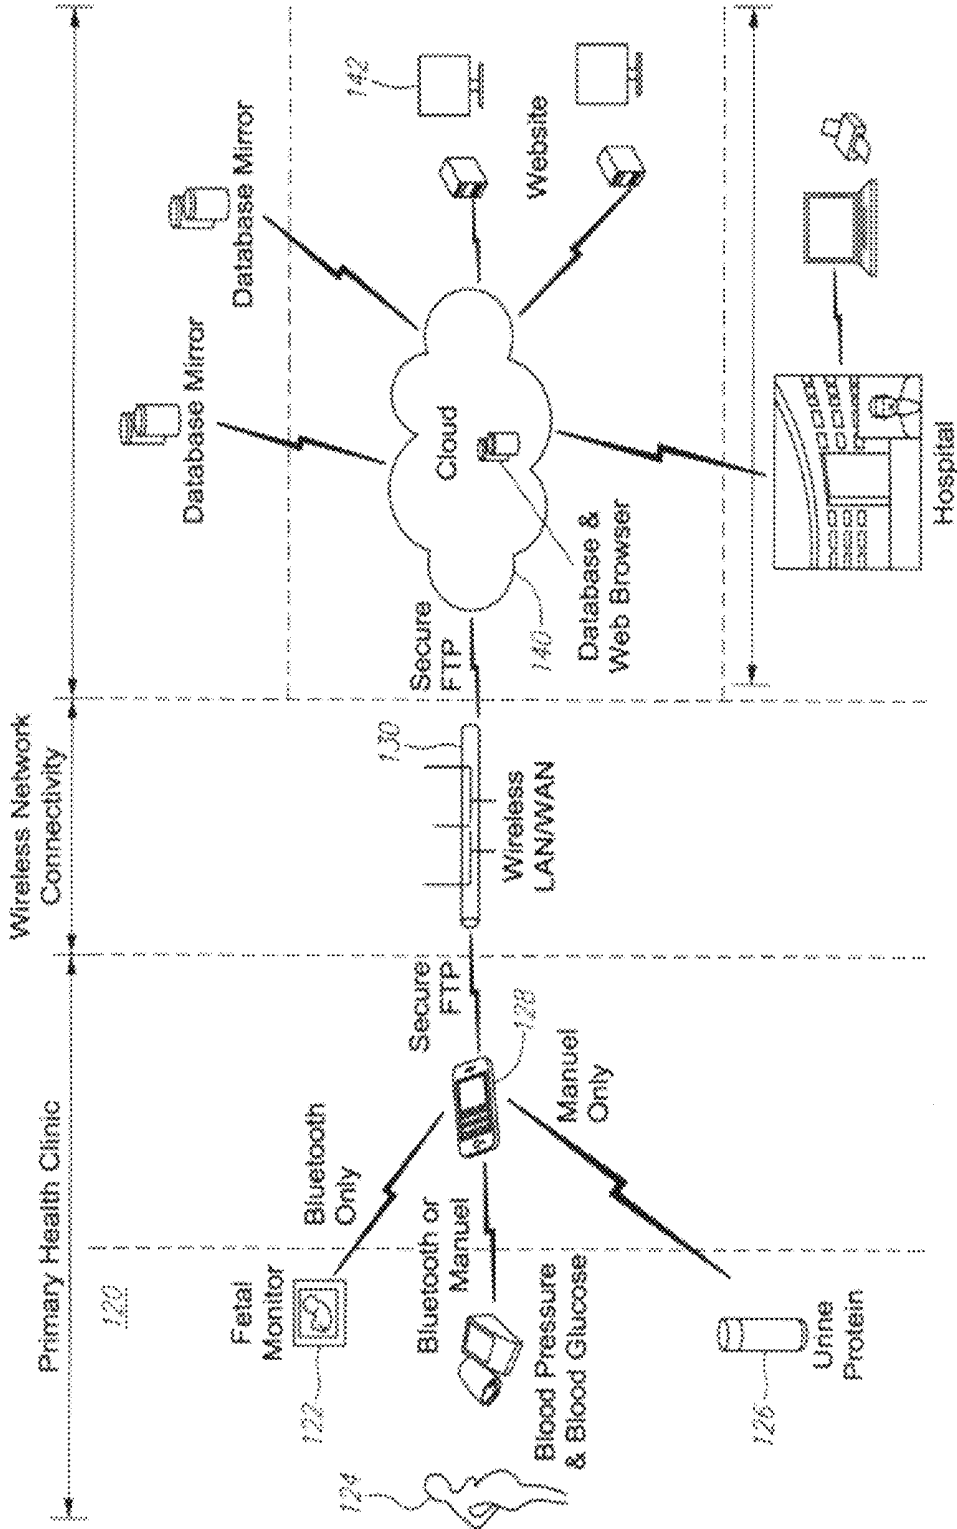 Primary Health Clinic
Wireless Network
Connectivity
120
124
122
Fetal
Monitor
Bluetooth
Only
Bluetooth or
Manuel
Blood Pressure
& Blood Glucose
126
Urine
Protein
Manuel
Only
128
Secure
FTP
130
Wireless
LAN/WAN
Secure
FTP
140
Cloud
Database &
Web Browser
Database Mirror
Database Mirror
142
Website
Hospital